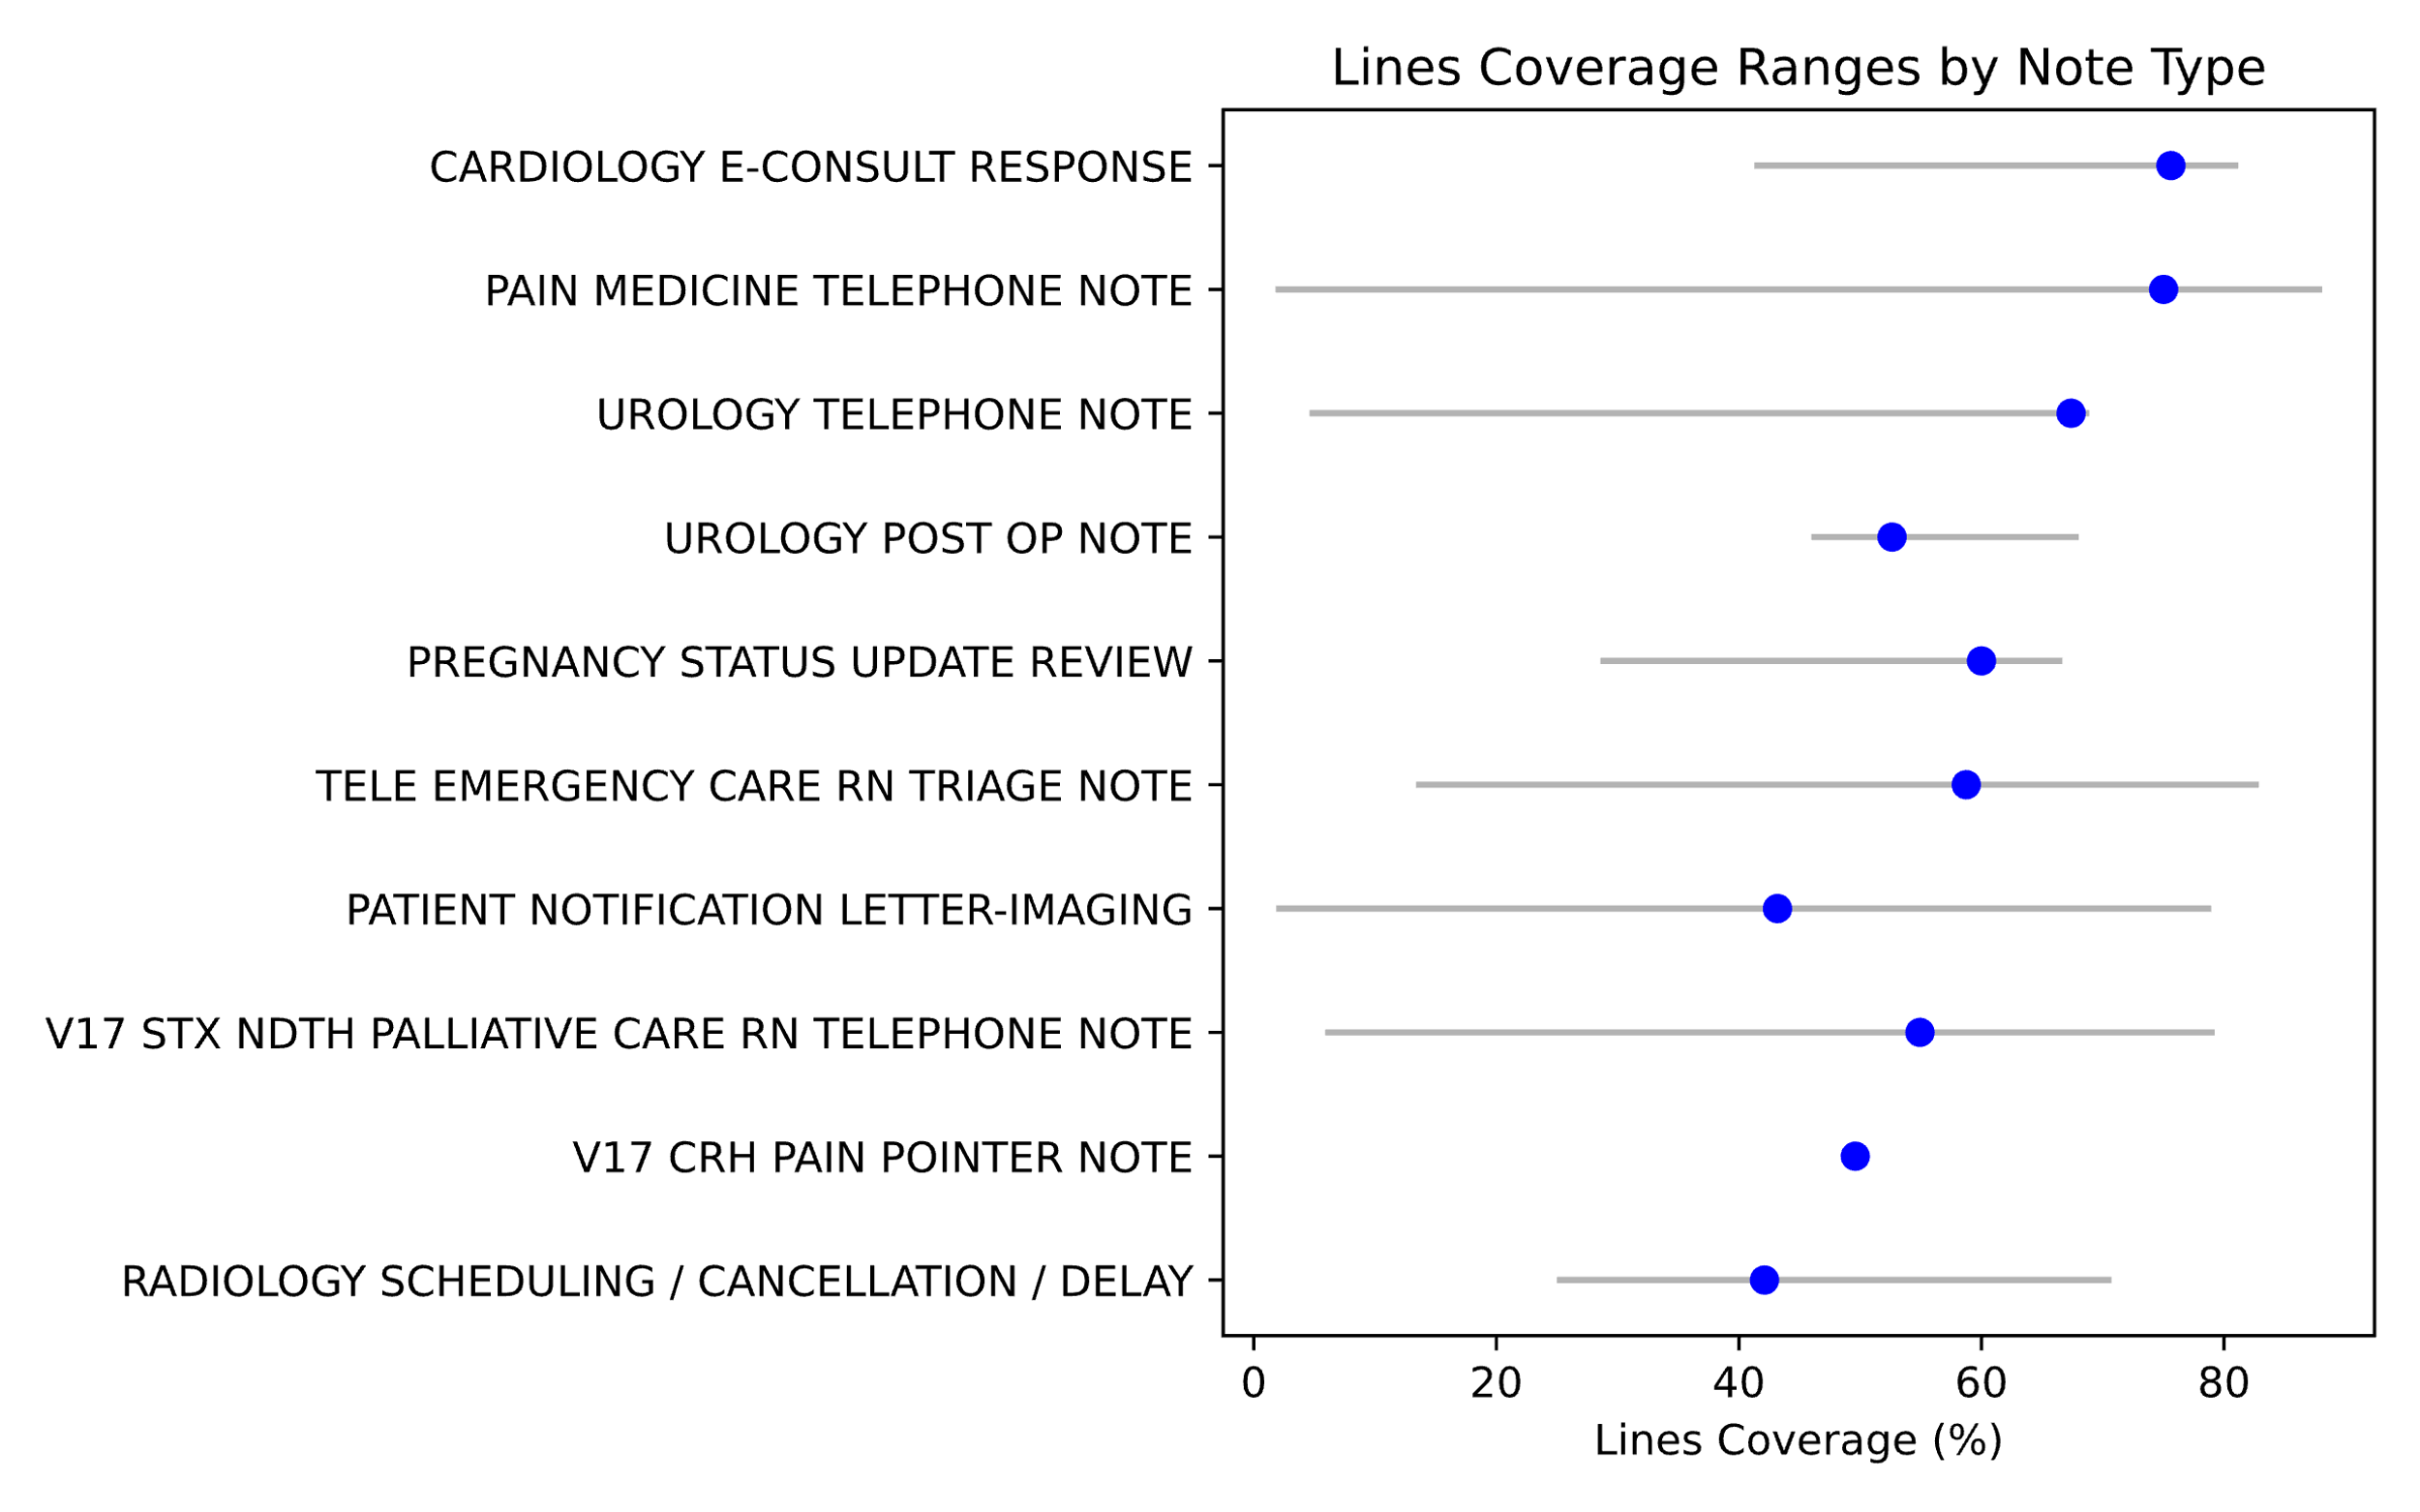 Lines Coverage Ranges by Note Type
CARDIOLOGY E-CONSULT RESPONSE
PAIN MEDICINE TELEPHONE NOTE
UROLOGY TELEPHONE NOTE
UROLOGY POST OP NOTE
PREGNANCY STATUS UPDATE REVIEW
TELE EMERGENCY CARE RN TRIAGE NOTE
PATIENT NOTIFICATION LETTER-IMAGING
V17 STX NDTH PALLIATIVE CARE RN TELEPHONE NOTE
V17 CRH PAIN POINTER NOTE
RADIOLOGY SCHEDULING / CANCELLATION / DELAY
0 20 40 60 80
Lines Coverage (%)